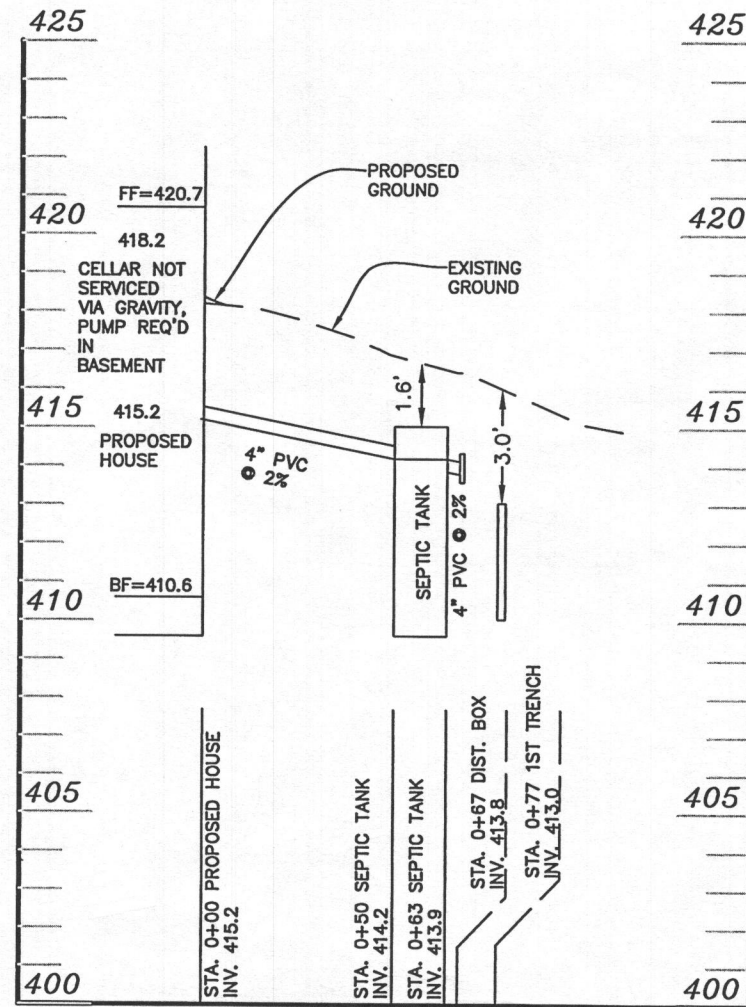 425
425
PROPOSED
GROUND
FF=420.7
420
420
418.2
CELLAR NOT
SERVICED
VIA GRAVITY,
PUMP REQ'D
IN
BASEMENT
EXISTING
GROUND
1.6'
415
415
415.2
PROPOSED
HOUSE
4" PVC
@ 2%
3.0'
SEPTIC TANK
4" PVC @ 2%
BF=410.6
410
410
405
405
STA. 0+00 PROPOSED HOUSE
INV. 415.2
STA. 0+50 SEPTIC TANK
INV. 414.2
STA. 0+63 SEPTIC TANK
INV. 413.9
STA. 0+67 DIST. BOX
INV. 413.8
STA. 0+77 1ST TRENCH
INV. 413.0
400
400